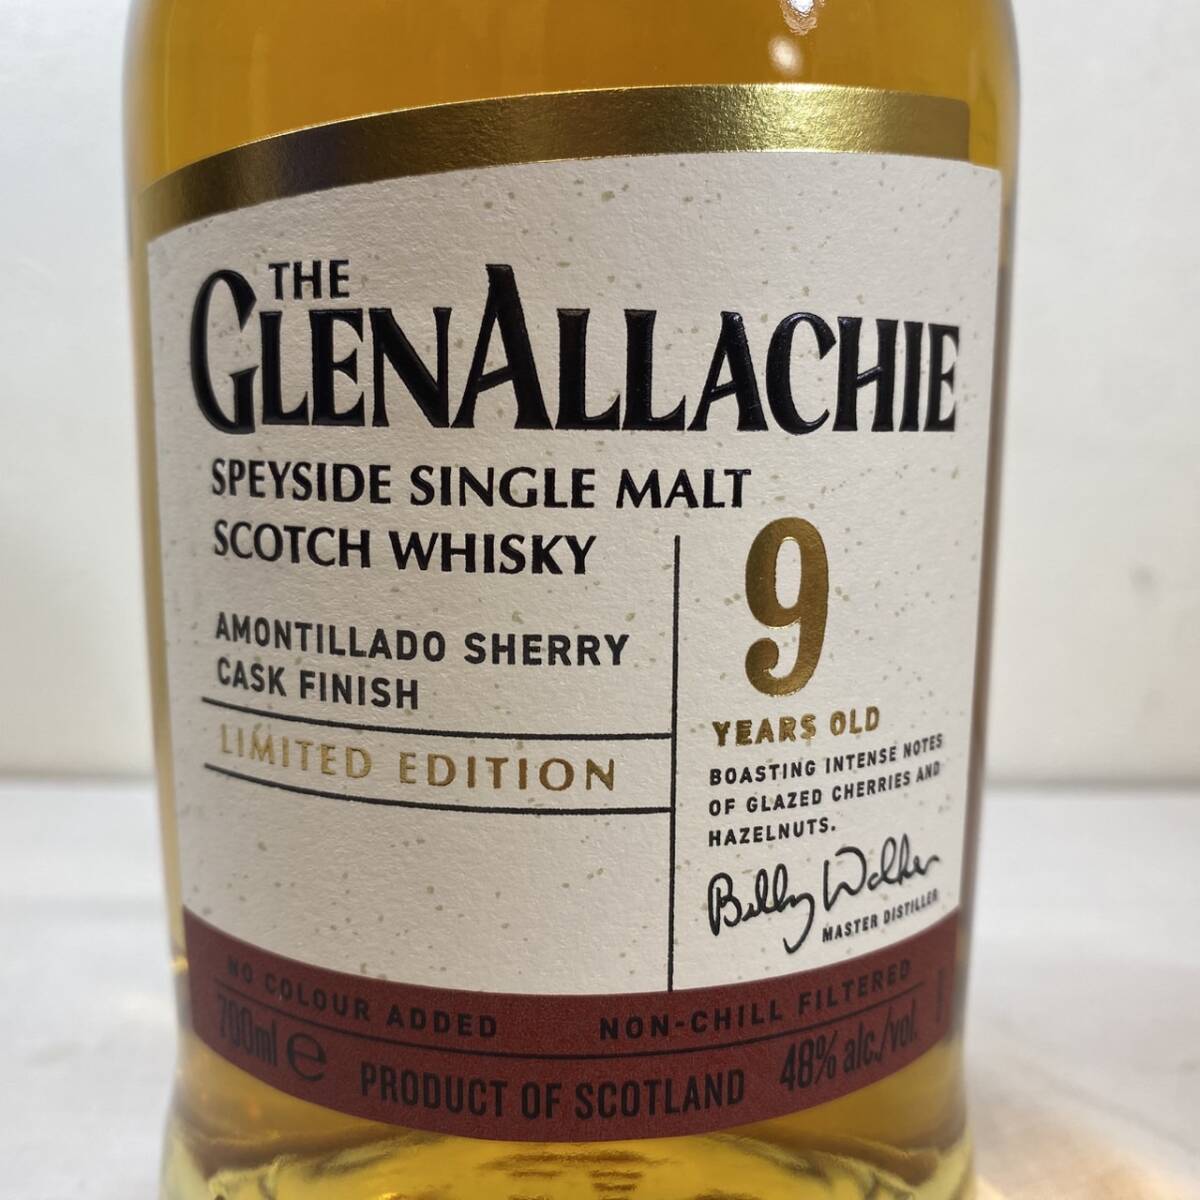 THE
GLENALLACHIE
SPEYSIDE SINGLE MALT
SCOTCH WHISKY
AMONTILLADO SHERRY
CASK FINISH
LIMITED EDITION
9
YEARS OLD
BOASTING INTENSE NOTES
OF GLAZED CHERRIES AND
HAZELNUTS.
Billy Walker
MASTER DISTILLER
NO COLOUR ADDED
NON-CHILL FILTERED
700ml e
PRODUCT OF SCOTLAND
48% alc./vol.